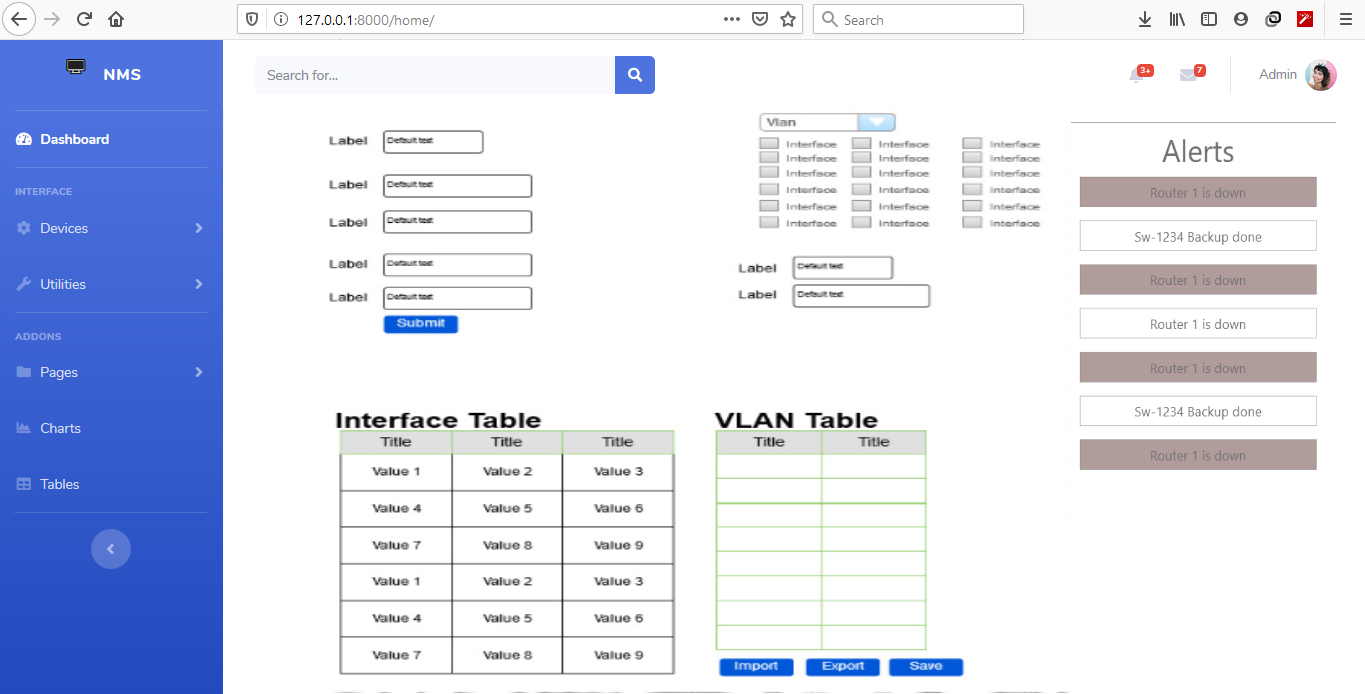 127.0.0.1:8000/home/
Search
NMS
Dashboard
INTERFACE
Devices
Utilities
ADDONS
Pages
Charts
Tables
Search for...
3+
7
Admin
Label Default text
Label Default text
Label Default text
Label Default text
Label Default text
Submit
Vlan
Interface Interface Interface
Interface Interface Interface
Interface Interface Interface
Interface Interface Interface
Interface Interface Interface
Interface Interface Interface
Label Default text
Label Default text
Alerts
Router 1 is down
Sw-1234 Backup done
Router 1 is down
Router 1 is down
Router 1 is down
Sw-1234 Backup done
Router 1 is down
Interface Table
Title Title Title
Value 1 Value 2 Value 3
Value 4 Value 5 Value 6
Value 7 Value 8 Value 9
Value 1 Value 2 Value 3
Value 4 Value 5 Value 6
Value 7 Value 8 Value 9
VLAN Table
Title Title
Import Export Save